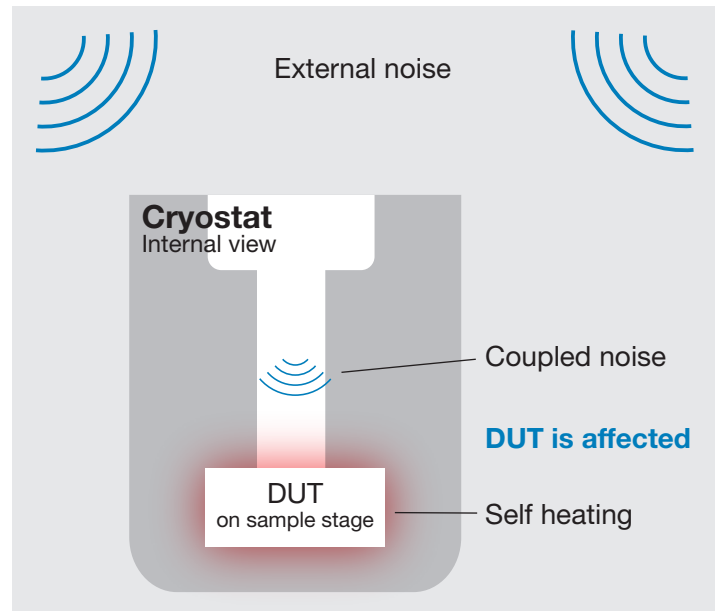 External noise
Cryostat
Internal view
Coupled noise
DUT is affected
DUT
on sample stage
Self heating